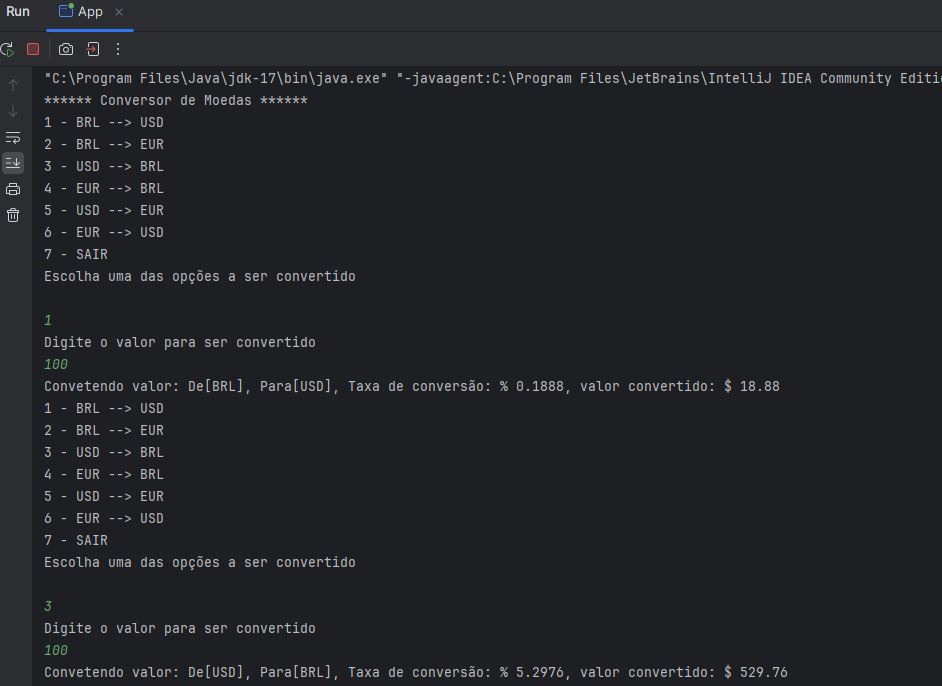 Run App
"C:\Program Files\Java\jdk-17\bin\java.exe" "-javaagent:C:\Program Files\JetBrains\IntelliJ IDEA Community Editio
****** Conversor de Moedas ******
1 - BRL --> USD
2 - BRL --> EUR
3 - USD --> BRL
4 - EUR --> BRL
5 - USD --> EUR
6 - EUR --> USD
7 - SAIR
Escolha uma das opções a ser convertido
1
Digite o valor para ser convertido
100
Convetendo valor: De[BRL], Para[USD], Taxa de conversão: % 0.1888, valor convertido: $ 18.88
1 - BRL --> USD
2 - BRL --> EUR
3 - USD --> BRL
4 - EUR --> BRL
5 - USD --> EUR
6 - EUR --> USD
7 - SAIR
Escolha uma das opções a ser convertido
3
Digite o valor para ser convertido
100
Convetendo valor: De[USD], Para[BRL], Taxa de conversão: % 5.2976, valor convertido: $ 529.76